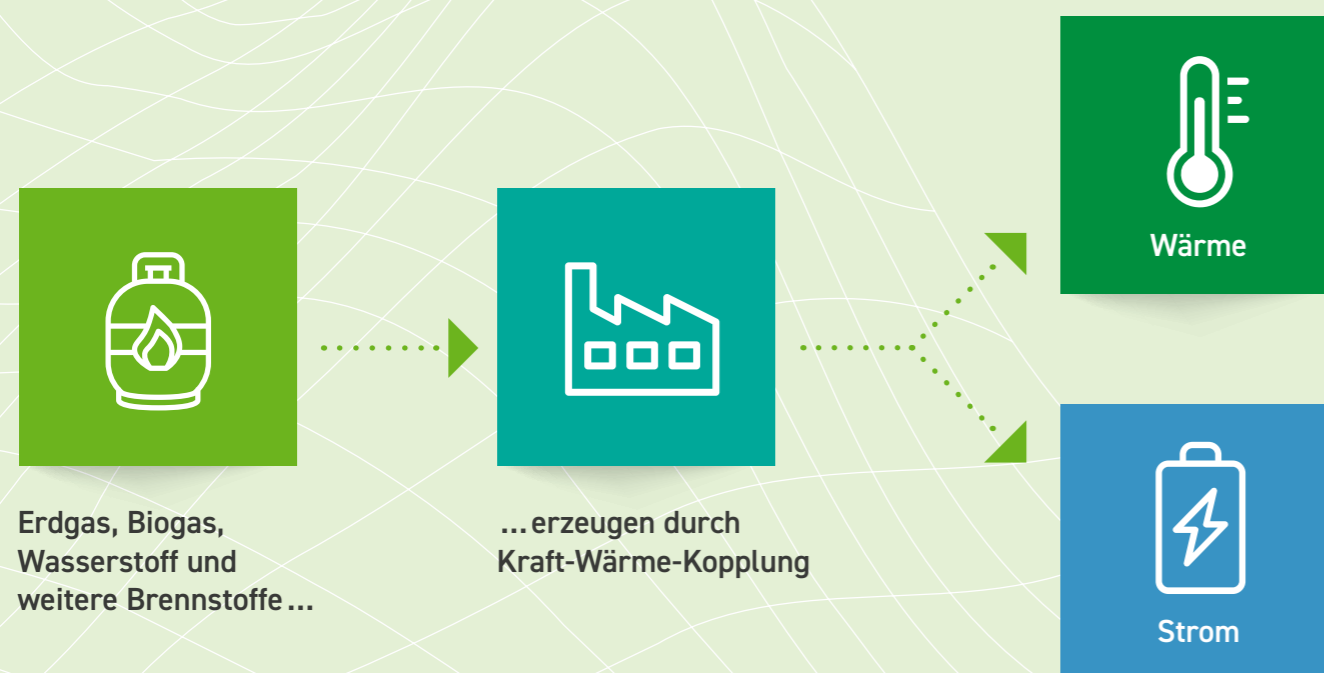 Erdgas, Biogas,
Wasserstoff und
weitere Brennstoffe ...
... erzeugen durch
Kraft-Wärme-Kopplung
Wärme
Strom